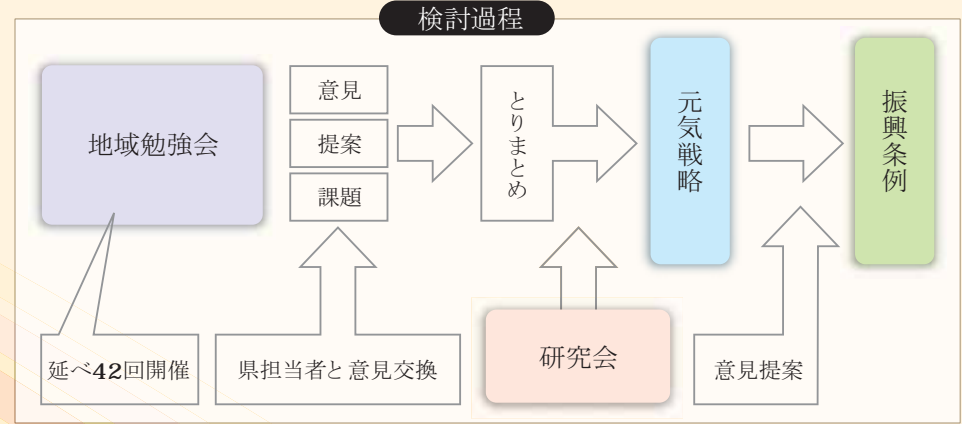 検討過程
地域勉強会
意見
提案
課題
とりまとめ
元気戦略
振興条例
延べ42回開催
県担当者と意見交換
研究会
意見提案